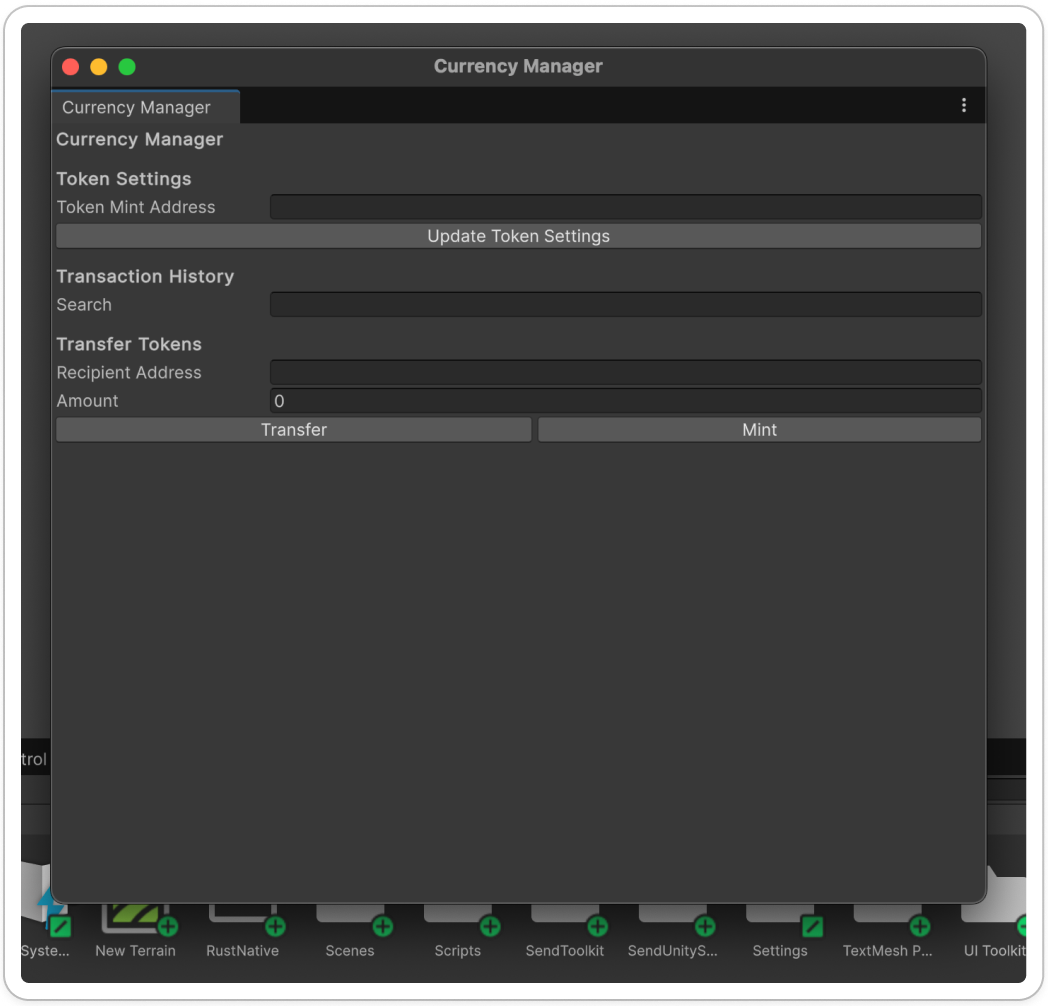 Currency Manager
Currency Manager
Currency Manager
Token Settings
Token Mint Address
Update Token Settings
Transaction History
Search
Transfer Tokens
Recipient Address
Amount 0
Transfer Mint
trol
Syste... New Terrain RustNative Scenes Scripts SendToolkit SendUnityS... Settings TextMesh P... UI Toolkit